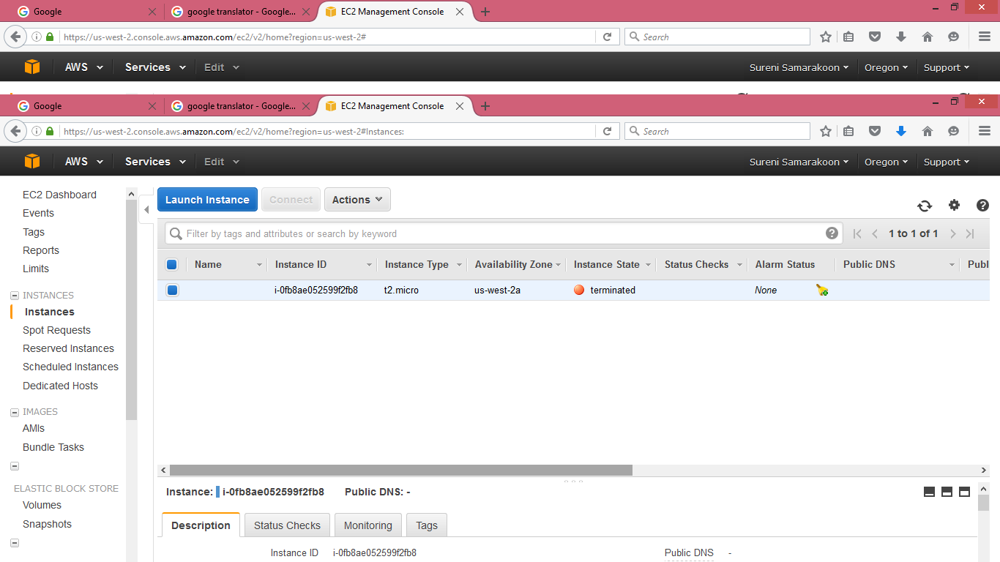 Google
google translator - Google...
EC2 Management Console
https://us-west-2.console.aws.amazon.com/ec2/v2/home?region=us-west-2#
Search
AWS Services Edit Sureni Samarakoon Oregon Support
Google
google translator - Google...
EC2 Management Console
https://us-west-2.console.aws.amazon.com/ec2/v2/home?region=us-west-2#Instances:
Search
AWS Services Edit Sureni Samarakoon Oregon Support
EC2 Dashboard
Events
Tags
Reports
Limits
INSTANCES
Instances
Spot Requests
Reserved Instances
Scheduled Instances
Dedicated Hosts
IMAGES
AMIs
Bundle Tasks
ELASTIC BLOCK STORE
Volumes
Snapshots
Launch Instance Connect Actions
Filter by tags and attributes or search by keyword
1 to 1 of 1
Name Instance ID Instance Type Availability Zone Instance State Status Checks Alarm Status Public DNS Publ
i-0fb8ae052599f2fb8 t2.micro us-west-2a terminated None
Instance: i-0fb8ae052599f2fb8 Public DNS: -
Description Status Checks Monitoring Tags
Instance ID i-0fb8ae052599f2fb8 Public DNS -